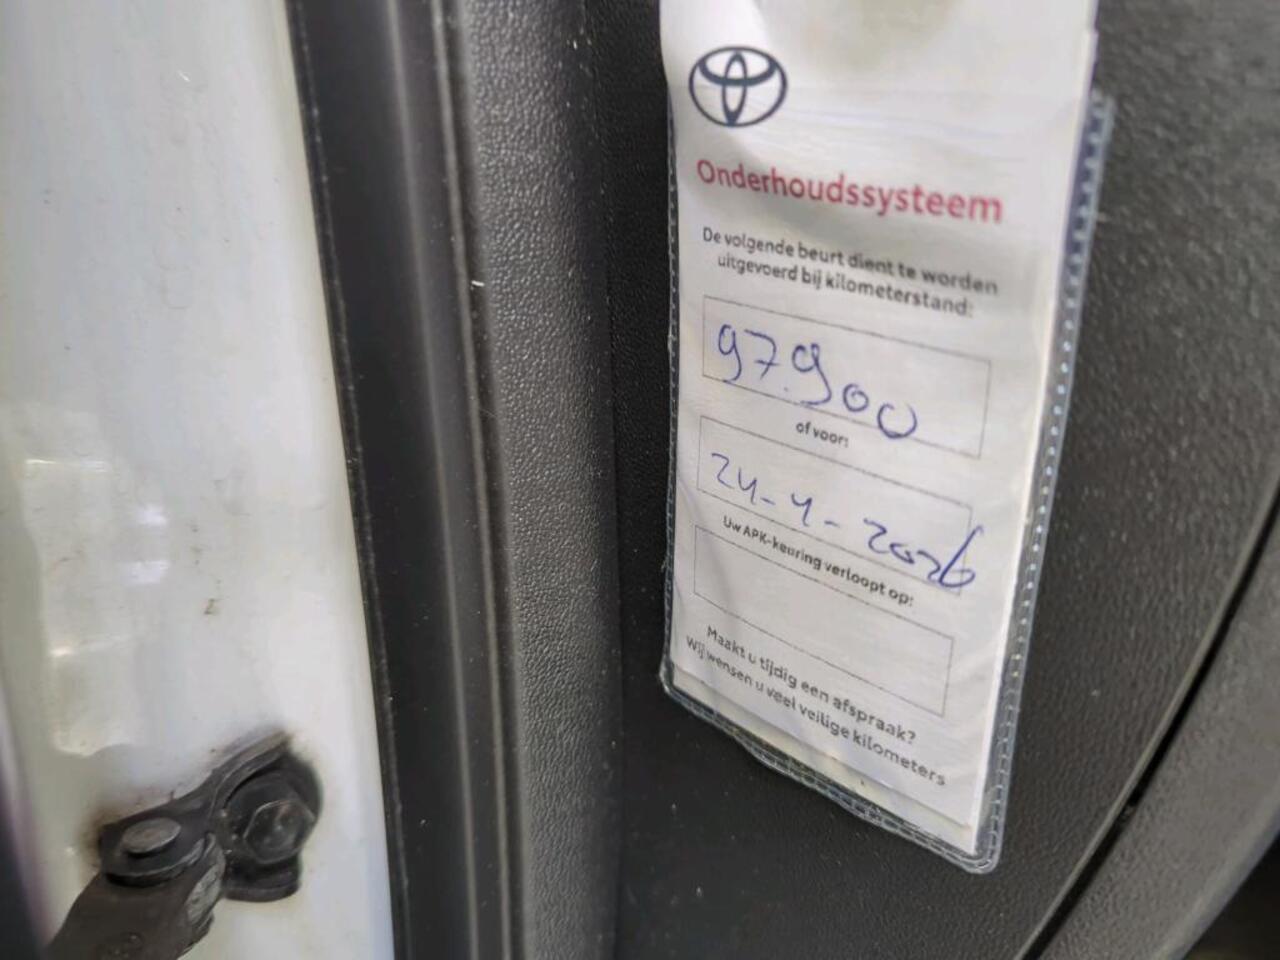 Onderhoudssysteem
De volgende beurt dient te worden
uitgevoerd bij kilometerstand:
97.900
of voor:
24-4-2026
Uw APK-keuring verloopt op:
Maakt u tijdig een afspraak?
Wij wensen u veel veilige kilometers